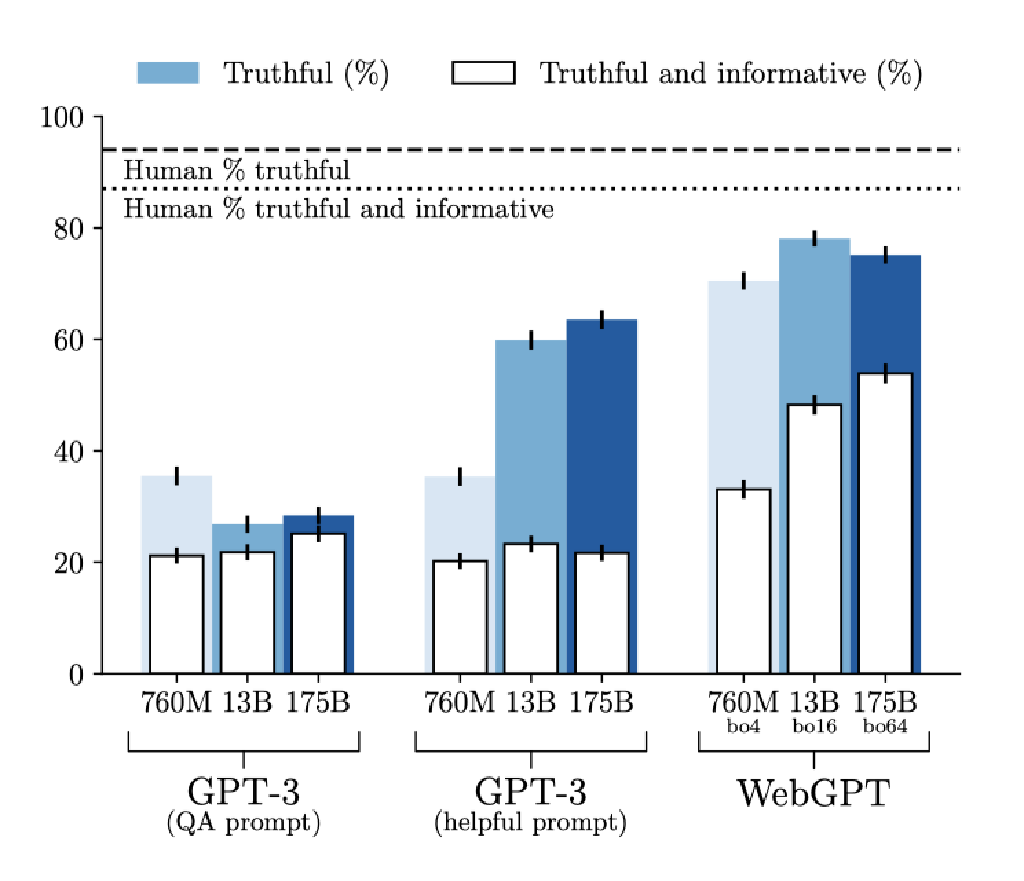 Truthful (%) Truthful and informative (%)
100
Human % truthful
Human % truthful and informative
80
60
40
20
0
760M 13B 175B 760M 13B 175B 760M 13B 175B
bo4 bo16 bo64
GPT-3 GPT-3 WebGPT
(QA prompt) (helpful prompt)